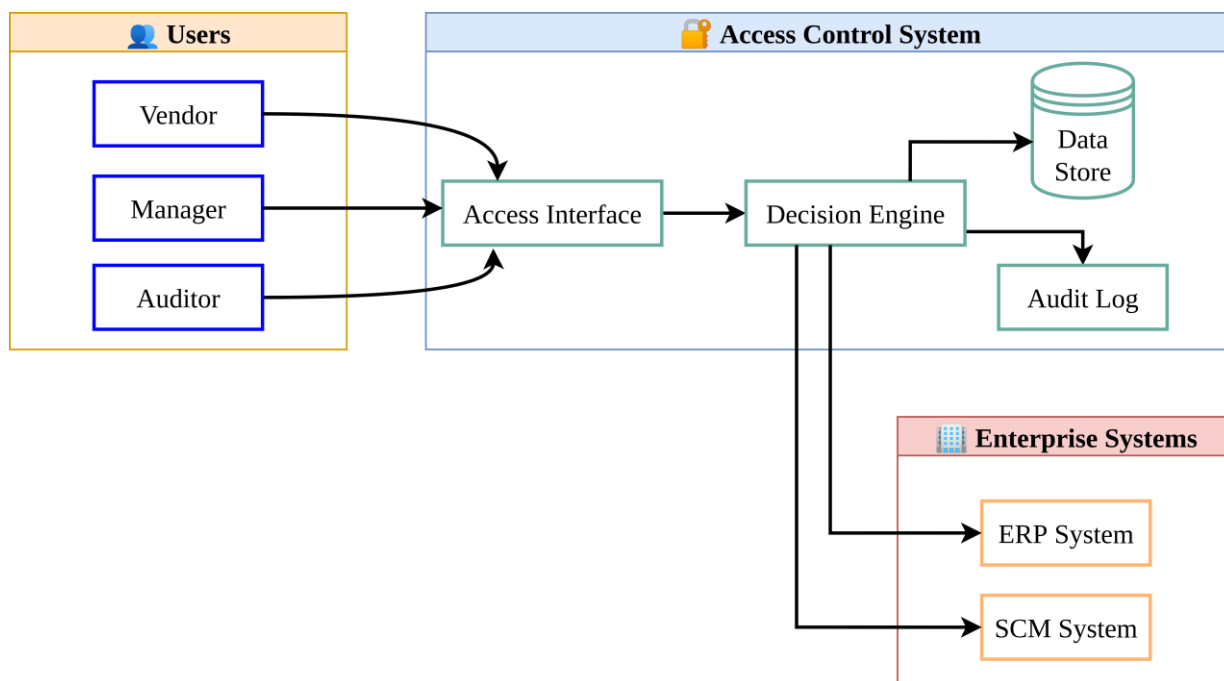 Users
Access Control System
Vendor
Manager
Auditor
Access Interface
Decision Engine
Data
Store
Audit Log
Enterprise Systems
ERP System
SCM System